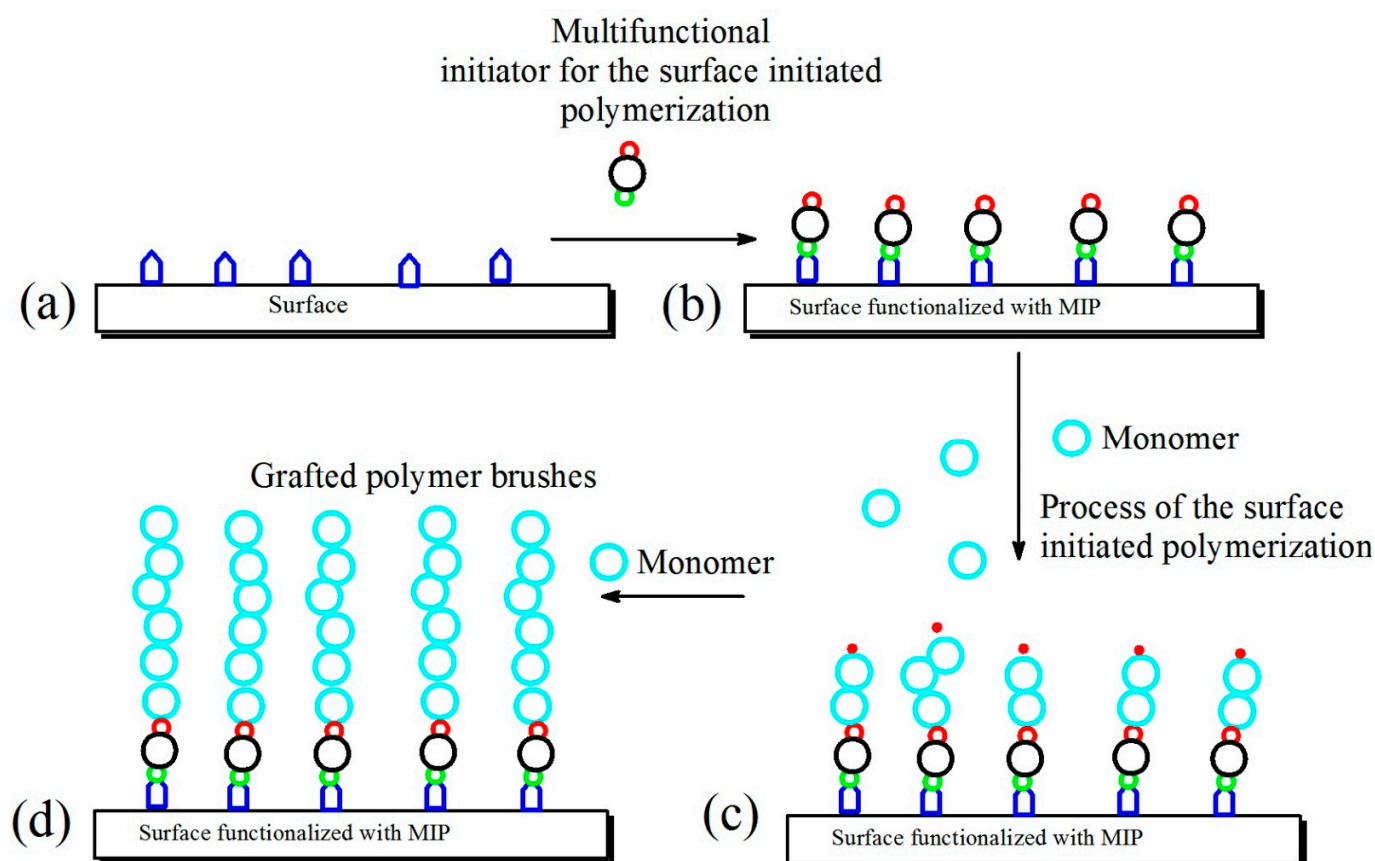 Multifunctional
initiator for the surface initiated
polymerization
(a)
Surface
(b)
Surface functionalized with MIP
Monomer
Process of the surface
initiated polymerization
Grafted polymer brushes
Monomer
(d)
Surface functionalized with MIP
(c)
Surface functionalized with MIP